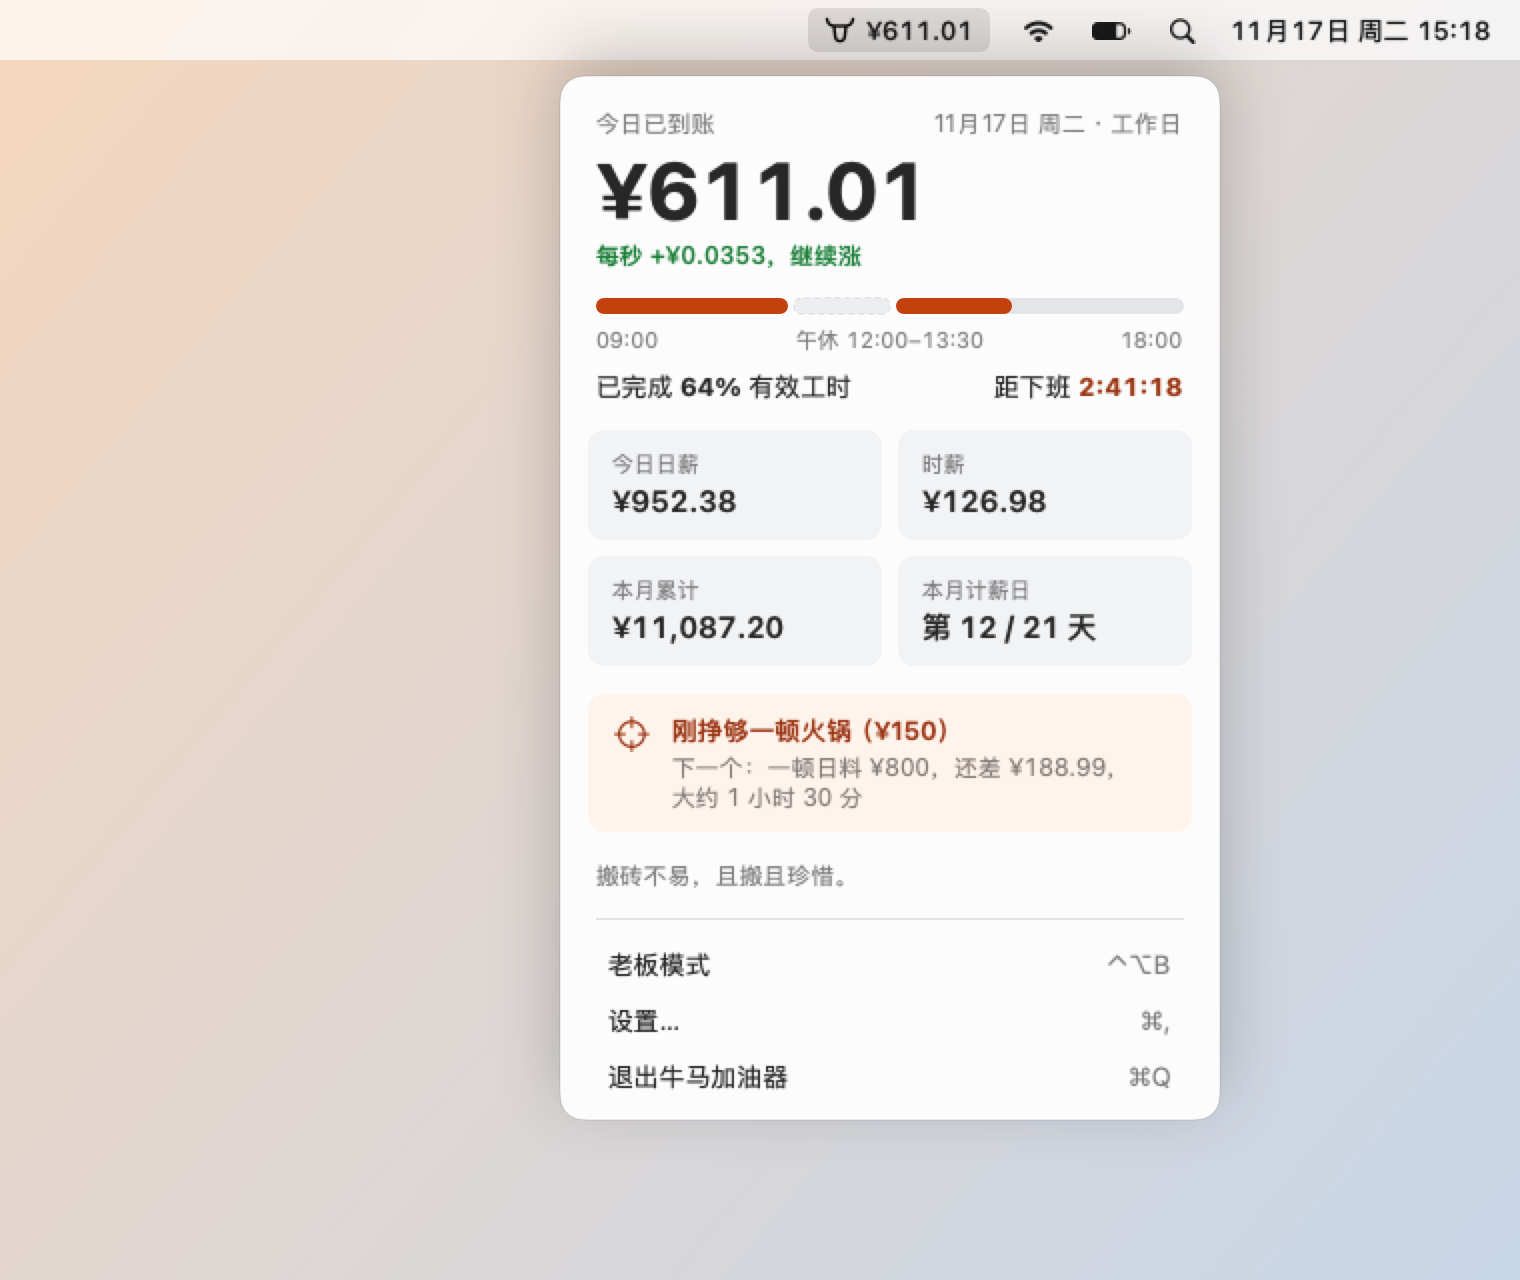 ¥611.01
11月17日 周二 15:18
今日已到账
11月17日 周二 · 工作日
¥611.01
每秒 +¥0.0353，继续涨
09:00
午休 12:00–13:30
18:00
已完成 64% 有效工时
距下班 2:41:18
今日日薪
¥952.38
时薪
¥126.98
本月累计
¥11,087.20
本月计薪日
第 12 / 21 天
刚挣够一顿火锅（¥150）
下一个：一顿日料 ¥800，还差 ¥188.99，
大约 1 小时 30 分
搬砖不易，且搬且珍惜。
老板模式
^⌥B
设置...
⌘,
退出牛马加油器
⌘Q